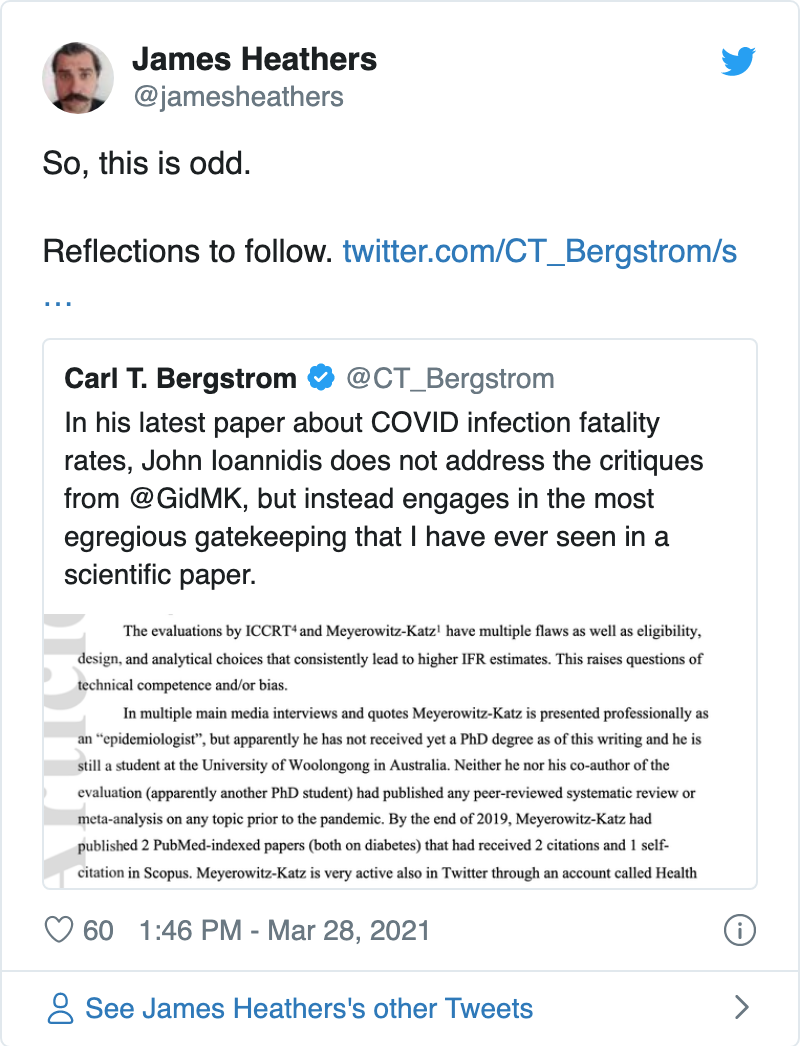 James Heathers
@jamesheathers
So, this is odd.
Reflections to follow. twitter.com/CT_Bergstrom/s
…
Carl T. Bergstrom @CT_Bergstrom
In his latest paper about COVID infection fatality
rates, John Ioannidis does not address the critiques
from @GidMK, but instead engages in the most
egregious gatekeeping that I have ever seen in a
scientific paper.
The evaluations by ICCRT4 and Meyerowitz-Katz1 have multiple flaws as well as eligibility,
design, and analytical choices that consistently lead to higher IFR estimates. This raises questions of
technical competence and/or bias.
In multiple main media interviews and quotes Meyerowitz-Katz is presented professionally as
an “epidemiologist”, but apparently he has not received yet a PhD degree as of this writing and he is
still a student at the University of Woolongong in Australia. Neither he nor his co-author of the
evaluation (apparently another PhD student) had published any peer-reviewed systematic review or
meta-analysis on any topic prior to the pandemic. By the end of 2019, Meyerowitz-Katz had
published 2 PubMed-indexed papers (both on diabetes) that had received 2 citations and 1 self-
citation in Scopus. Meyerowitz-Katz is very active also in Twitter through an account called Health
60 1:46 PM - Mar 28, 2021
See James Heathers's other Tweets